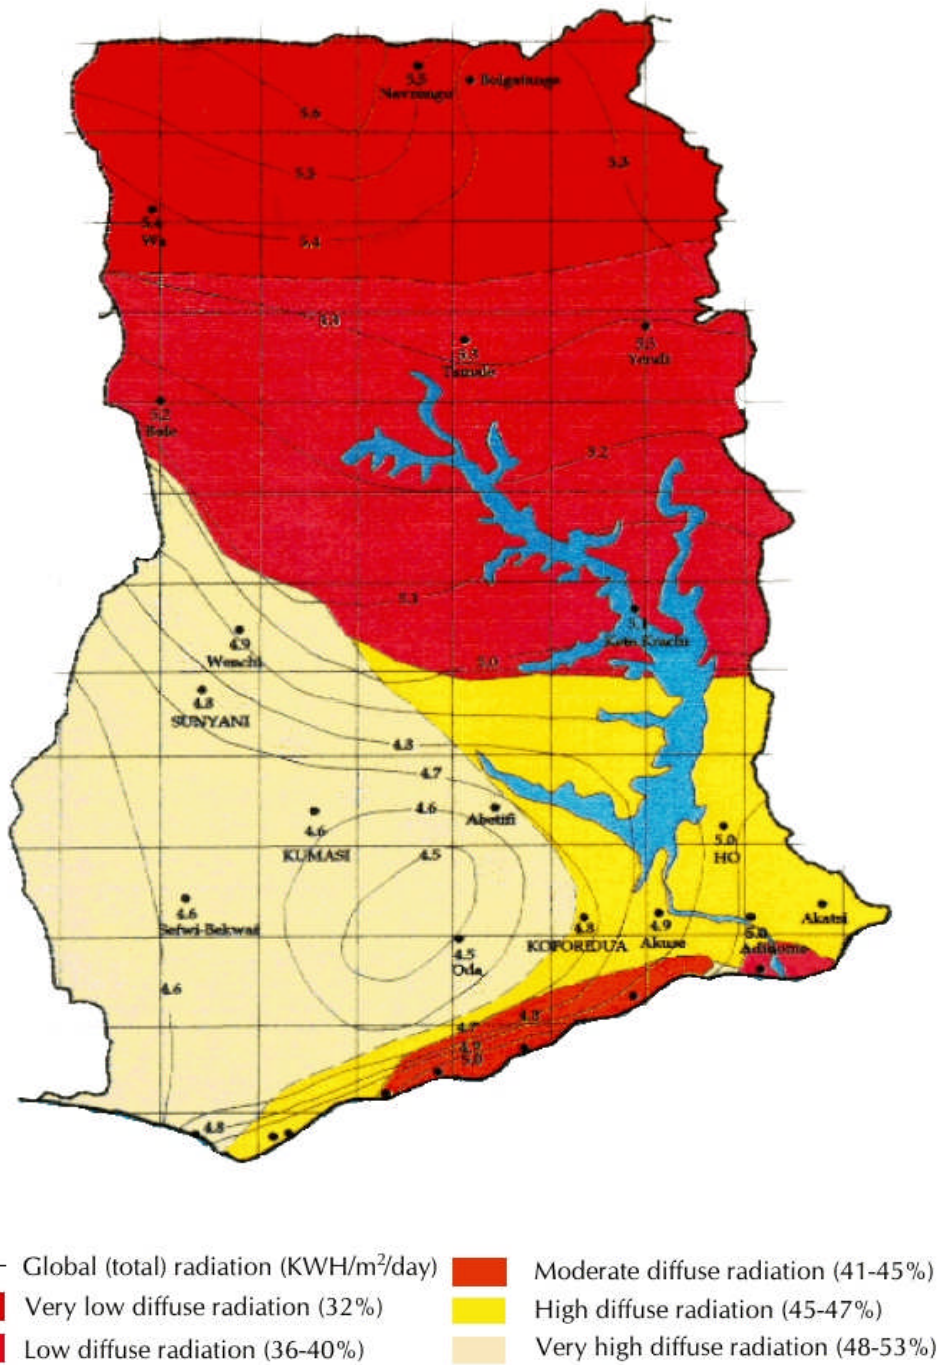 5.5
Navrongo
Bolgatanga
5.6
5.5
5.3
5.4
Wa
5.4
5.3
Tamale
5.3
Yendi
5.2
Bole
5.2
5.1
5.1
Kete Krachi
4.9
Wenchi
5.0
4.8
SUNYANI
4.8
4.7
4.6
Abetifi
4.6
KUMASI
4.5
5.0
HO
4.6
Sefwi-Bekwai
4.8
KOFORIDUA
4.9
Akuse
5.0
Adidome
Akatsi
4.5
Oda
4.6
4.7
4.8
4.9
5.0
4.8
Global (total) radiation (KWH/m²/day)
Very low diffuse radiation (32%)
Low diffuse radiation (36-40%)
Moderate diffuse radiation (41-45%)
High diffuse radiation (45-47%)
Very high diffuse radiation (48-53%)